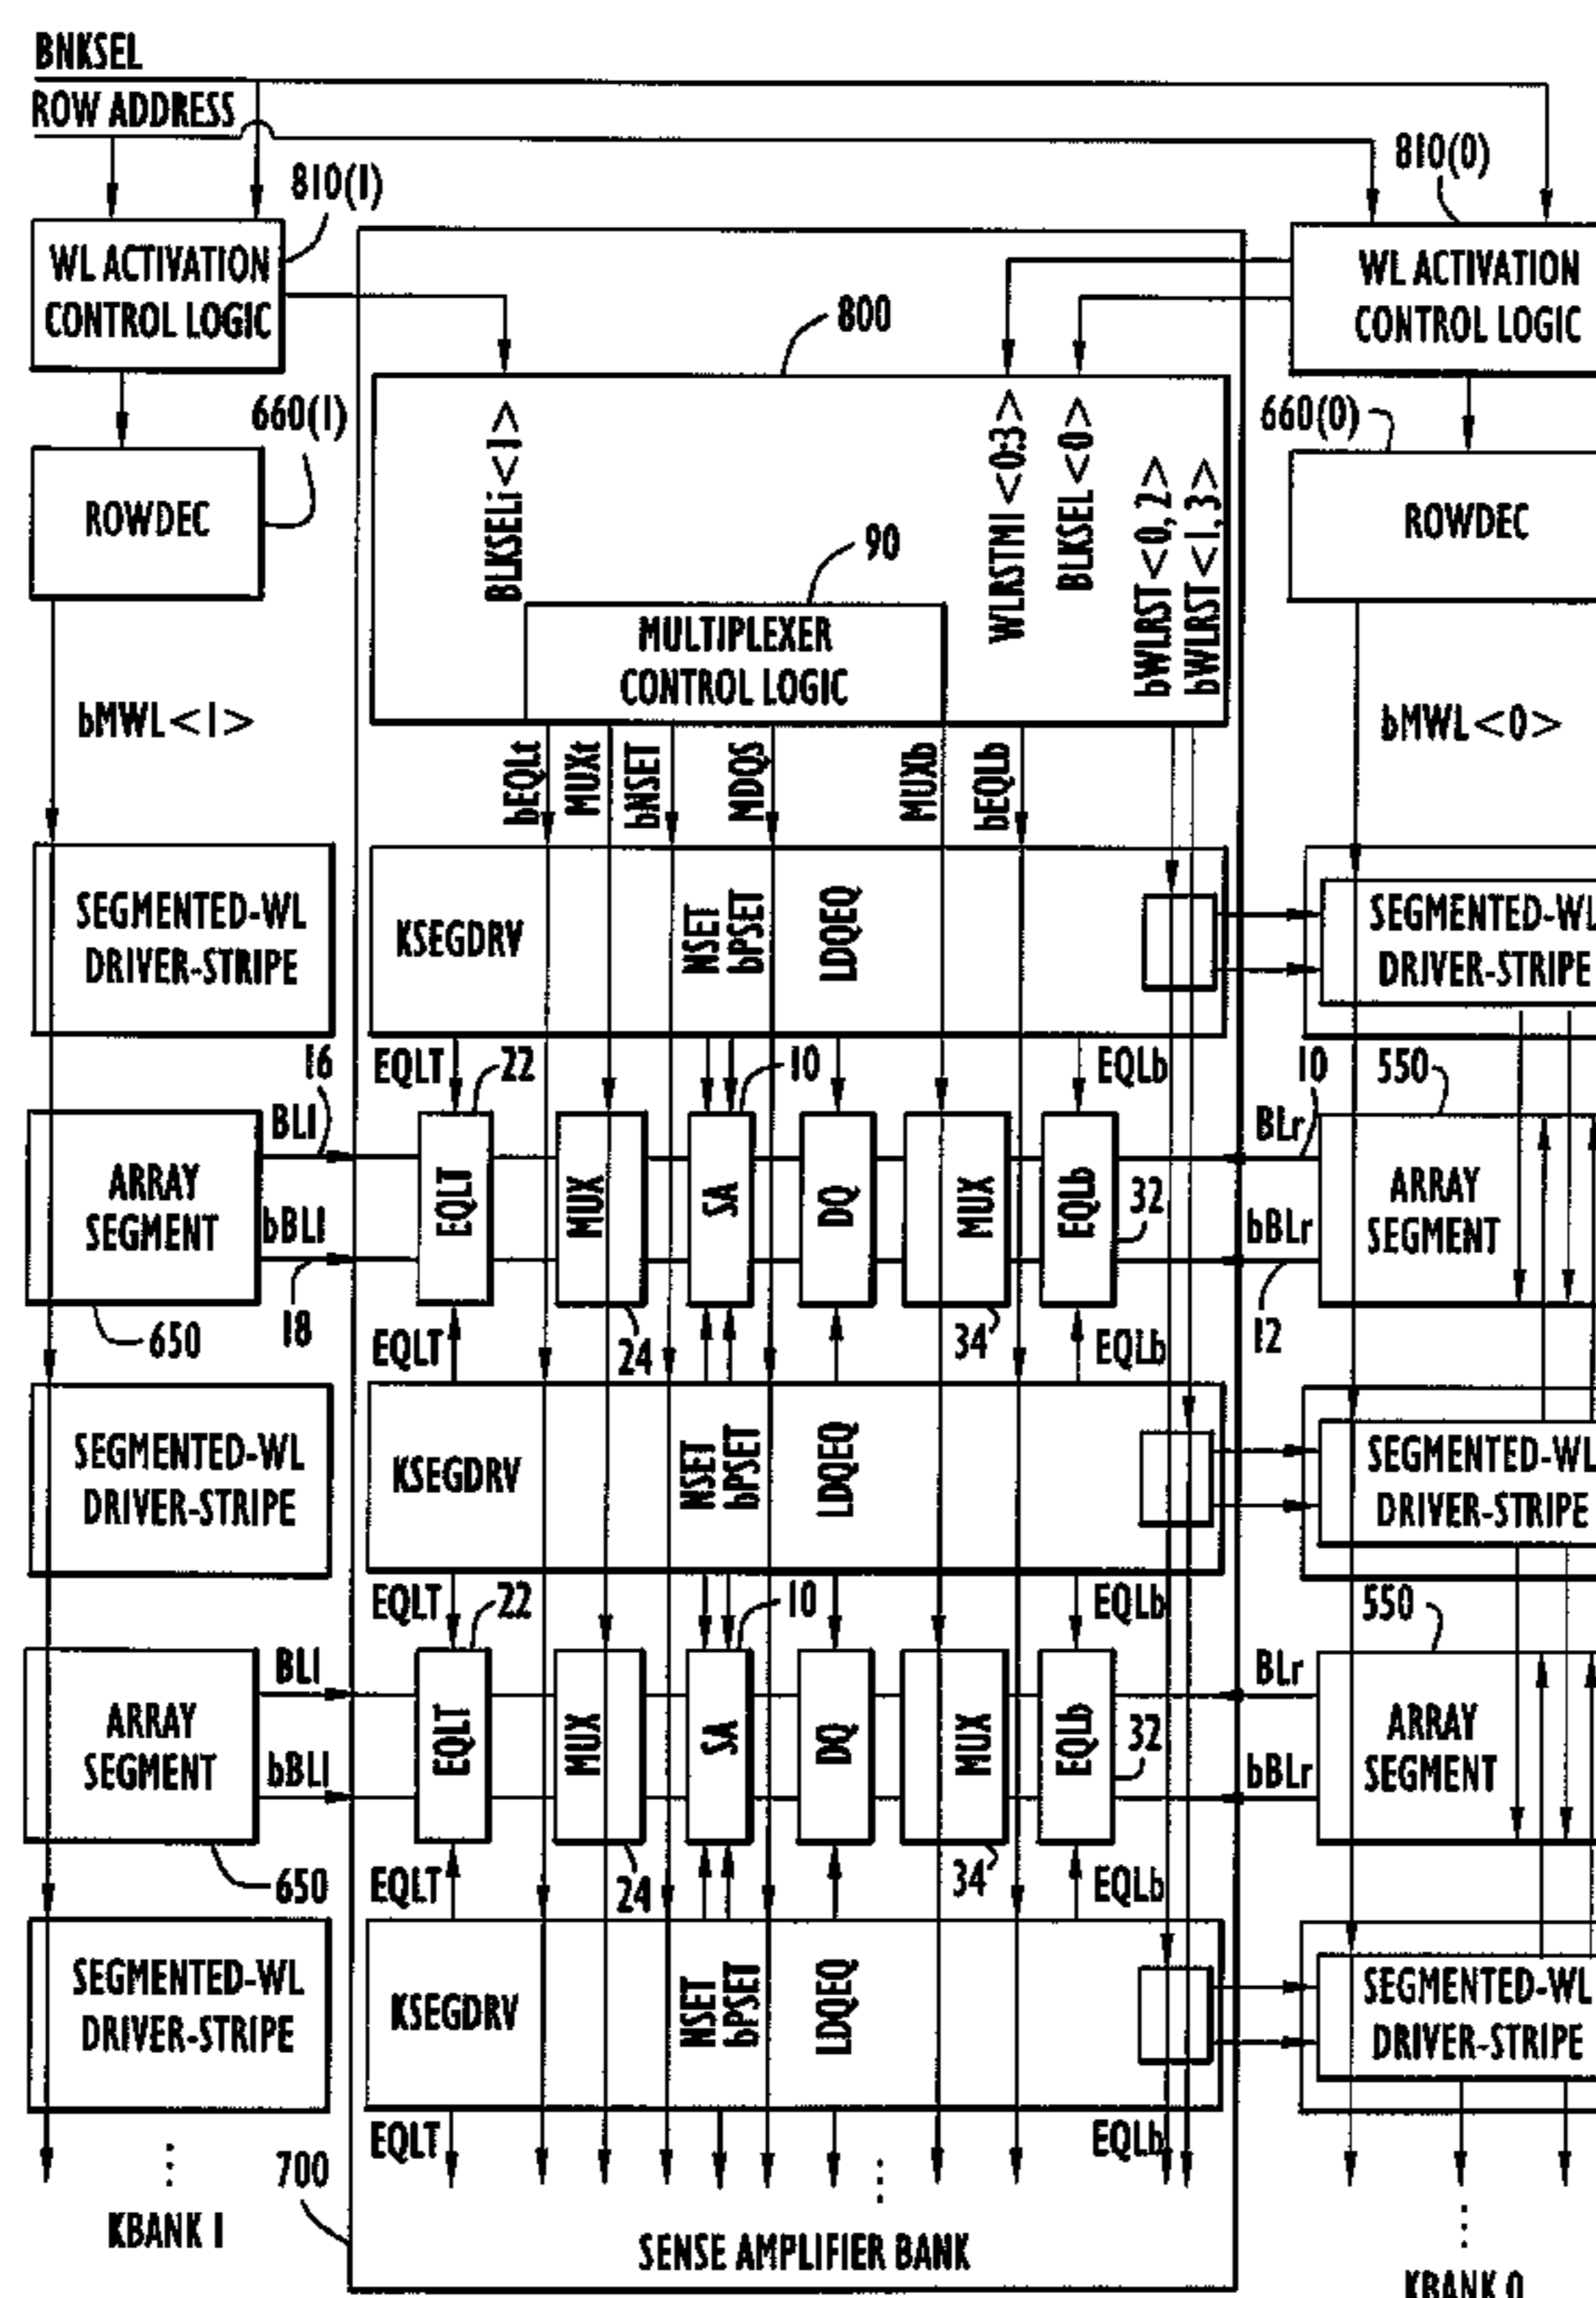 BNKSEL
ROW ADDRESS
810(1)
810(0)
WL ACTIVATION
CONTROL LOGIC
WL ACTIVATION
CONTROL LOGIC
800
660(1)
660(0)
ROWDEC
ROWDEC
BLKSELi<1>
WLRSTMI<0:3>
BLKSEL<0>
bWLRST<0,2>
bWLRST<1,3>
90
MULTIPLEXER
CONTROL LOGIC
bMWL<1>
bMWL<0>
bEQLt
MUXt
bNSET
MDQS
MUXb
bEQLb
SEGMENTED-WL
DRIVER-STRIPE
KSEGDRV
NSET
bPSET
LDQEQ
SEGMENTED-WL
DRIVER-STRIPE
16
EQLT
22
10
EQLb
10
550
BLl
BLr
ARRAY
SEGMENT
EQLT
MUX
SA
DQ
MUX
EQLb
32
ARRAY
SEGMENT
bBLl
bBLr
650
18
EQLT
24
34
EQLb
12
SEGMENTED-WL
DRIVER-STRIPE
KSEGDRV
NSET
bPSET
LDQEQ
SEGMENTED-WL
DRIVER-STRIPE
EQLT
22
10
EQLb
550
BLl
BLr
ARRAY
SEGMENT
EQLT
MUX
SA
DQ
MUX
EQLb
32
ARRAY
SEGMENT
bBLl
bBLr
650
EQLT
24
34
EQLb
SEGMENTED-WL
DRIVER-STRIPE
KSEGDRV
NSET
bPSET
LDQEQ
SEGMENTED-WL
DRIVER-STRIPE
EQLT
EQLb
700
KBANK 1
SENSE AMPLIFIER BANK
KBANK 0